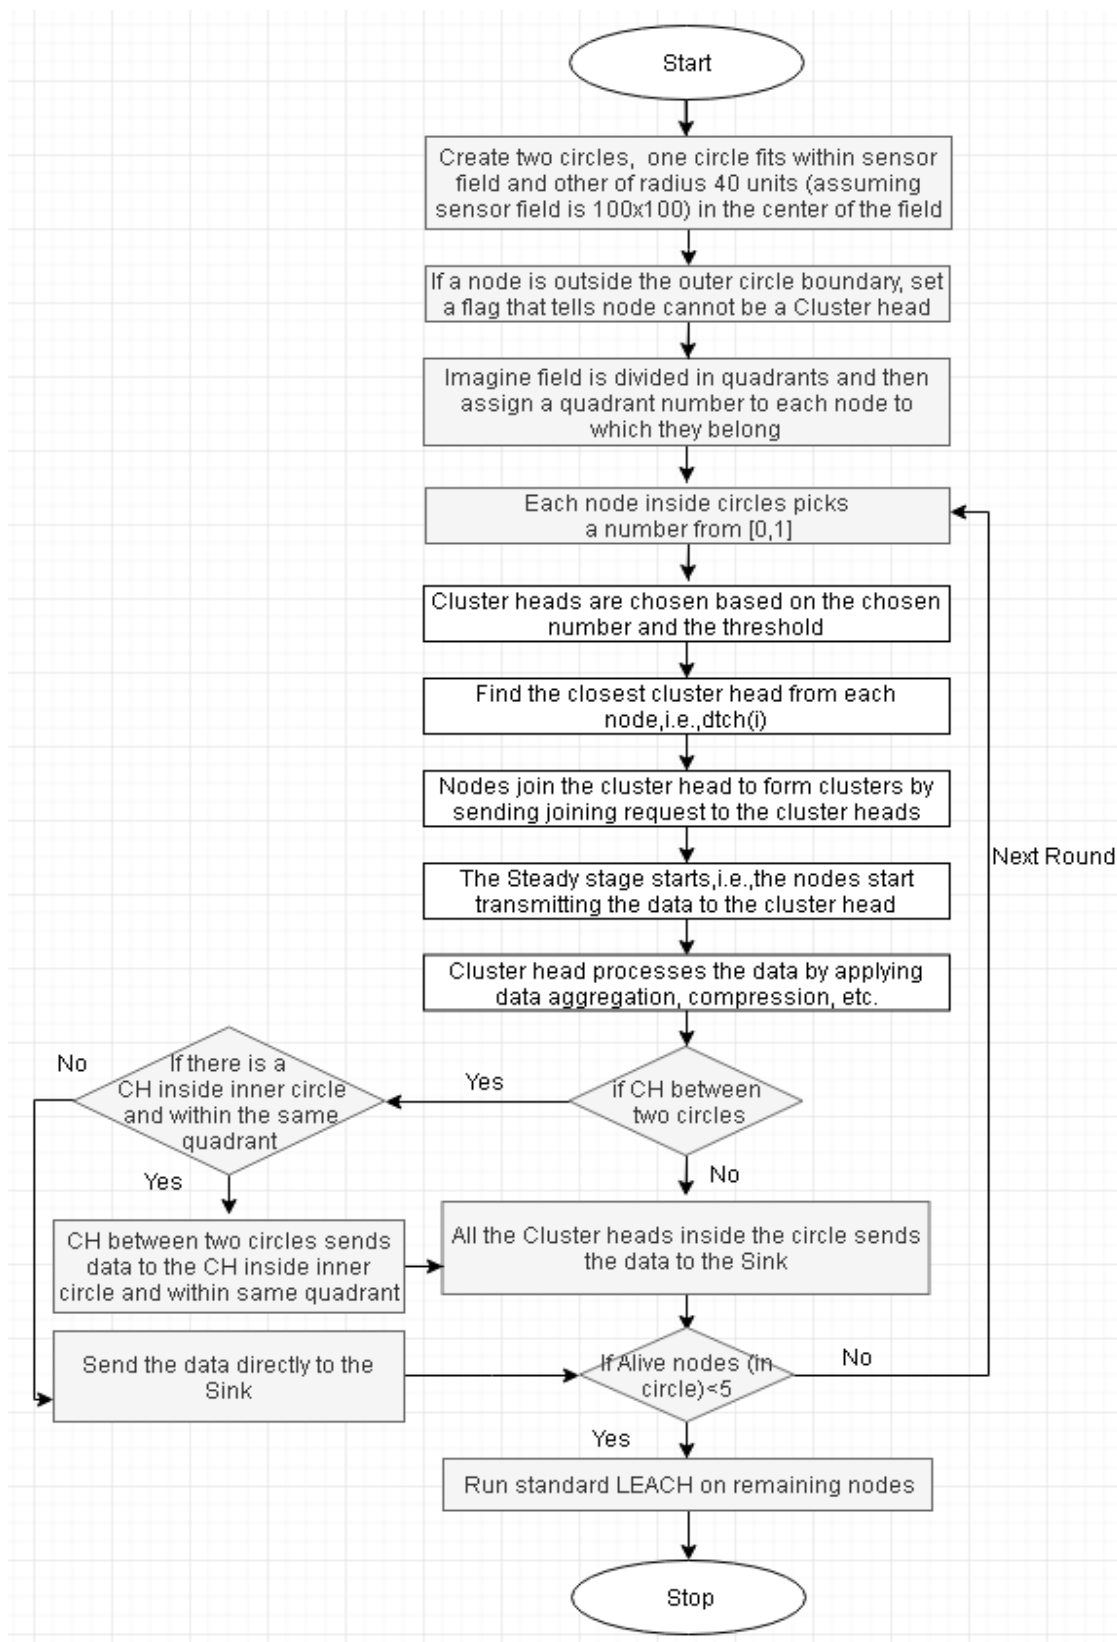 Start
Create two circles, one circle fits within sensor
field and other of radius 40 units (assuming
sensor field is 100x100) in the center of the field
If a node is outside the outer circle boundary, set
a flag that tells node cannot be a Cluster head
Imagine field is divided in quadrants and then
assign a quadrant number to each node to
which they belong
Each node inside circles picks
a number from [0,1]
Cluster heads are chosen based on the chosen
number and the threshold
Find the closest cluster head from each
node,i.e.,dtch(i)
Nodes join the cluster head to form clusters by
sending joining request to the cluster heads
Next Round
The Steady stage starts,i.e.,the nodes start
transmitting the data to the cluster head
Cluster head processes the data by applying
data aggregation, compression, etc.
if CH between
two circles
Yes
No
If there is a
CH inside inner circle
and within the same
quadrant
No
Yes
CH between two circles sends
data to the CH inside inner
circle and within same quadrant
All the Cluster heads inside the circle sends
the data to the Sink
Send the data directly to the
Sink
If Alive nodes (in
circle)<5
No
Yes
Run standard LEACH on remaining nodes
Stop